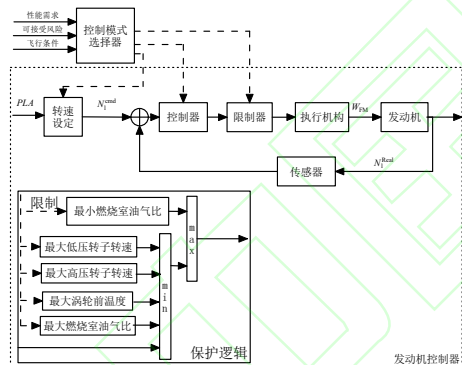 性能需求
可接受风险
飞行条件
控制模式
选择器
PLA
转速
设定
N₁^cmd
控制器
限制器
执行机构
W_FM
发动机
传感器
N₁^Real
限制
最小燃烧室油气比
max
最大低压转子转速
最大高压转子转速
最大涡轮前温度
最大燃烧室油气比
min
保护逻辑
发动机控制器